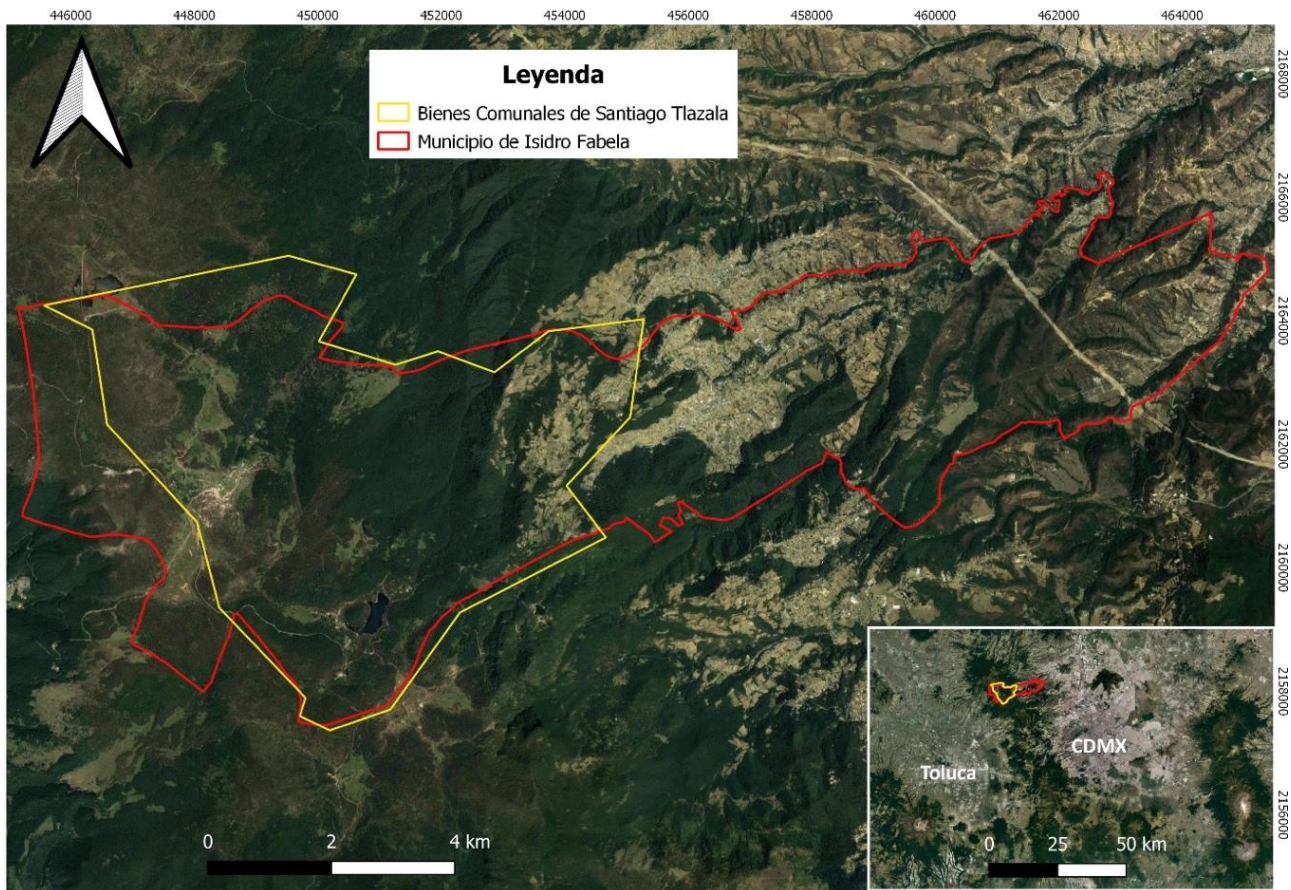 446000 448000 450000 452000 454000 456000 458000 460000 462000 464000
Leyenda
Bienes Comunales de Santiago Tlazala
Municipio de Isidro Fabela
2168000
2166000
2164000
2162000
2160000
2158000
2156000
Toluca
CDMX
0 2 4 km
0 25 50 km